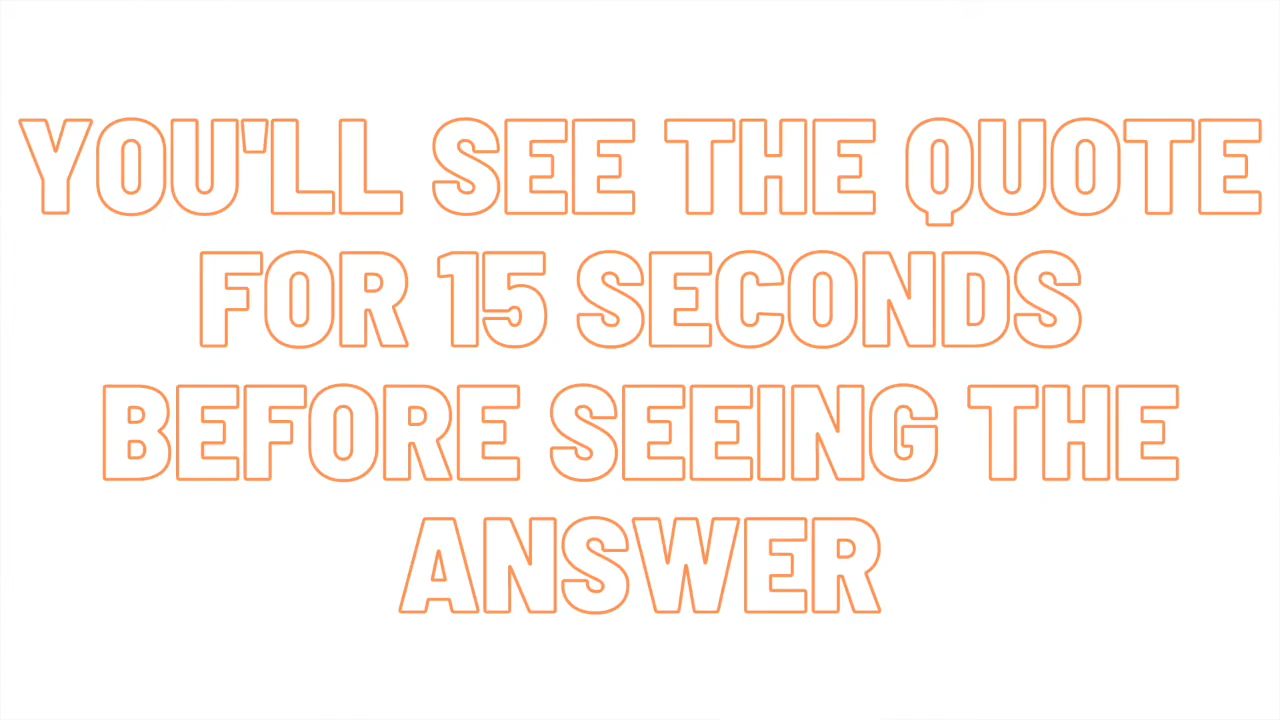 YOU'LL SEE THE QUOTE
FOR 15 SECONDS
BEFORE SEEING THE
ANSWER